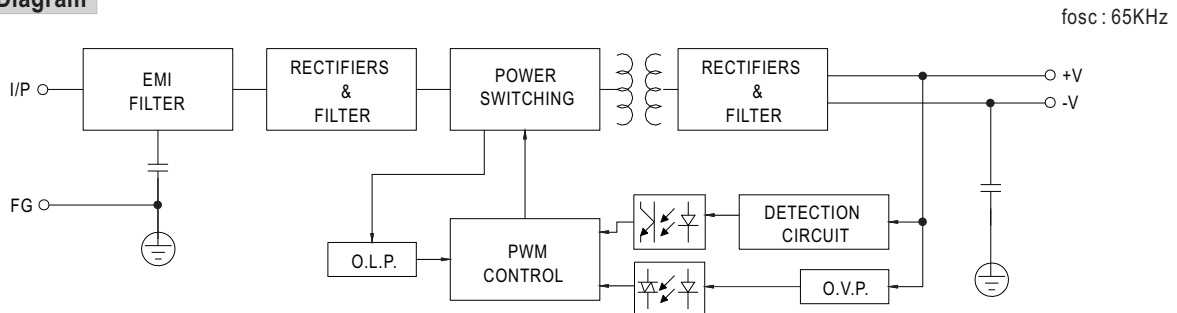 Diagram
fosc : 65KHz
I/P
EMI
FILTER
RECTIFIERS
&
FILTER
POWER
SWITCHING
RECTIFIERS
&
FILTER
+V
-V
FG
O.L.P.
PWM
CONTROL
DETECTION
CIRCUIT
O.V.P.